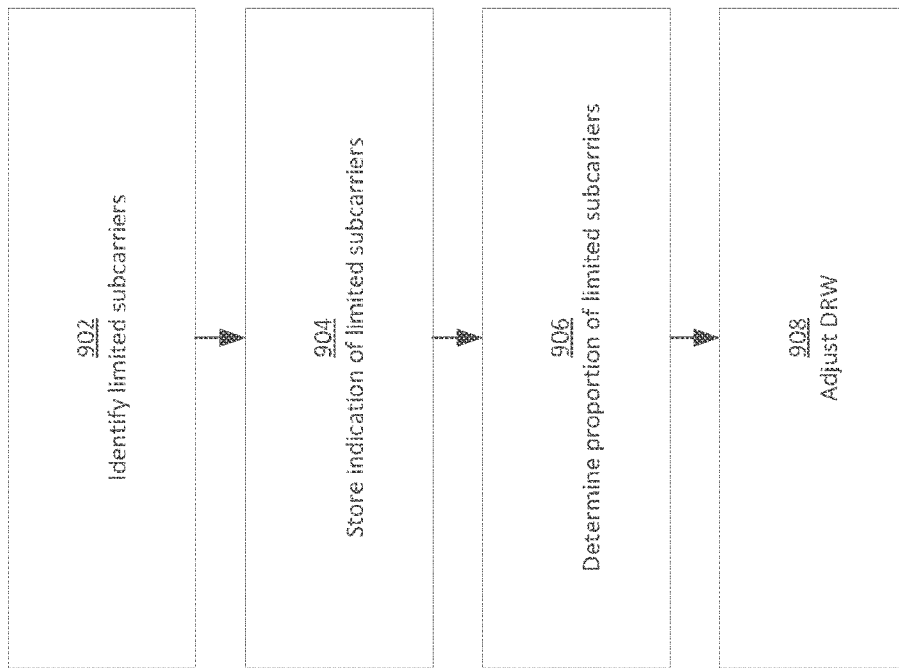 902
Identify limited subcarriers
904
Store indication of limited subcarriers
906
Determine proportion of limited subcarriers
908
Adjust DRW